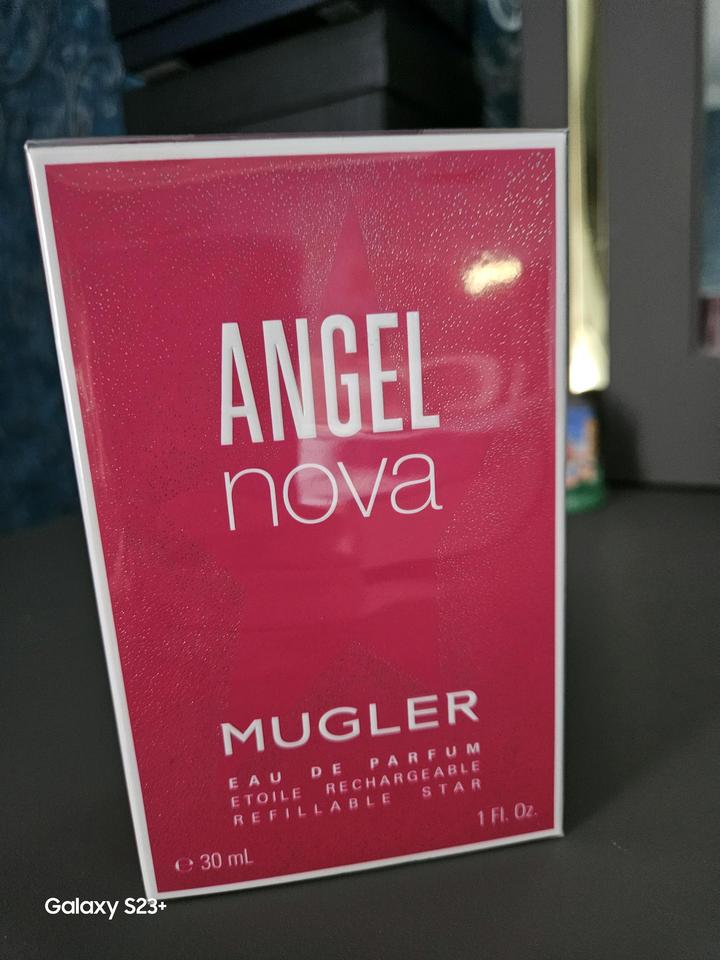 ANGEL
nova
MUGLER
EAU DE PARFUM
ETOILE RECHARGEABLE
REFILLABLE STAR
1 Fl. Oz.
℮ 30 mL
Galaxy S23+